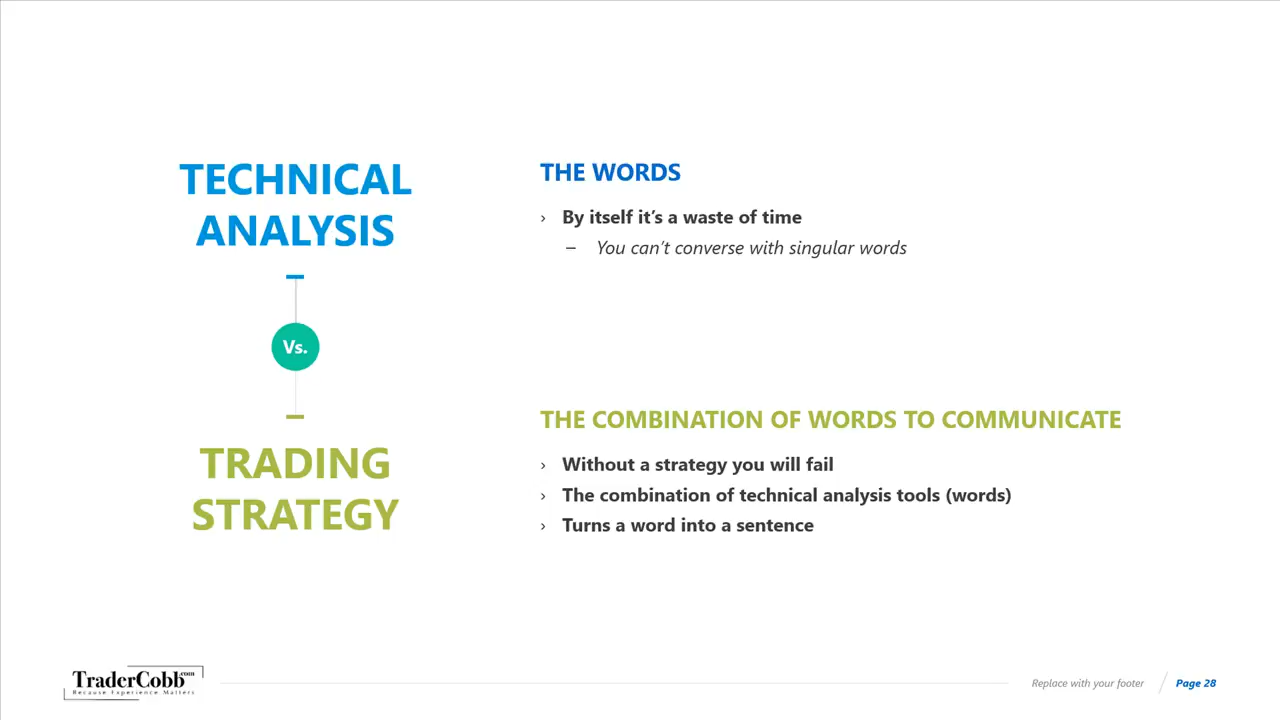 TECHNICAL
ANALYSIS
THE WORDS
› By itself it’s a waste of time
– You can’t converse with singular words
Vs.
TRADING
STRATEGY
THE COMBINATION OF WORDS TO COMMUNICATE
› Without a strategy you will fail
› The combination of technical analysis tools (words)
› Turns a word into a sentence
TraderCobb.com
Because Experience Matters
Replace with your footer
Page 28